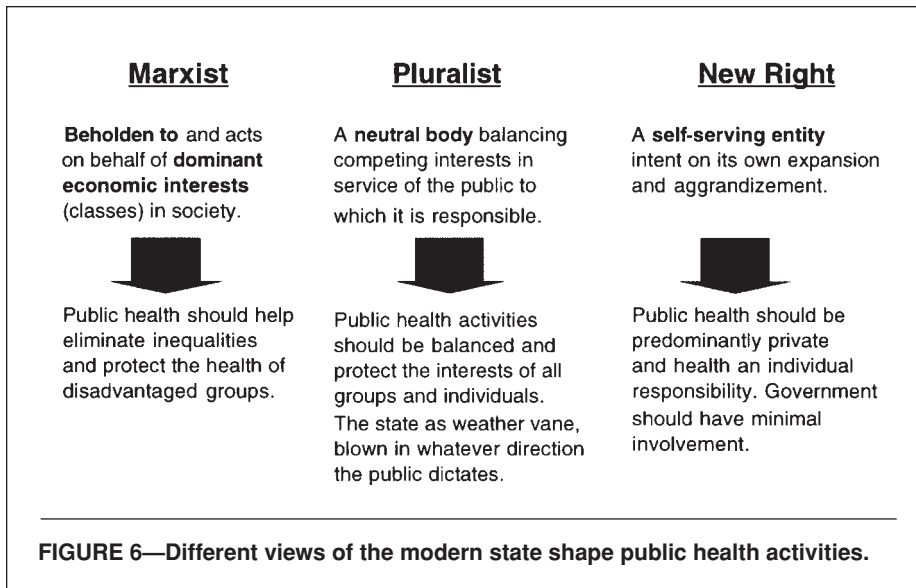 Marxist
Beholden to and acts
on behalf of dominant
economic interests
(classes) in society.
Public health should help
eliminate inequalities
and protect the health of
disadvantaged groups.
Pluralist
A neutral body balancing
competing interests in
service of the public to
which it is responsible.
Public health activities
should be balanced and
protect the interests of all
groups and individuals.
The state as weather vane,
blown in whatever direction
the public dictates.
New Right
A self-serving entity
intent on its own expansion
and aggrandizement.
Public health should be
predominantly private
and health an individual
responsibility. Government
should have minimal
involvement.
FIGURE 6—Different views of the modern state shape public health activities.